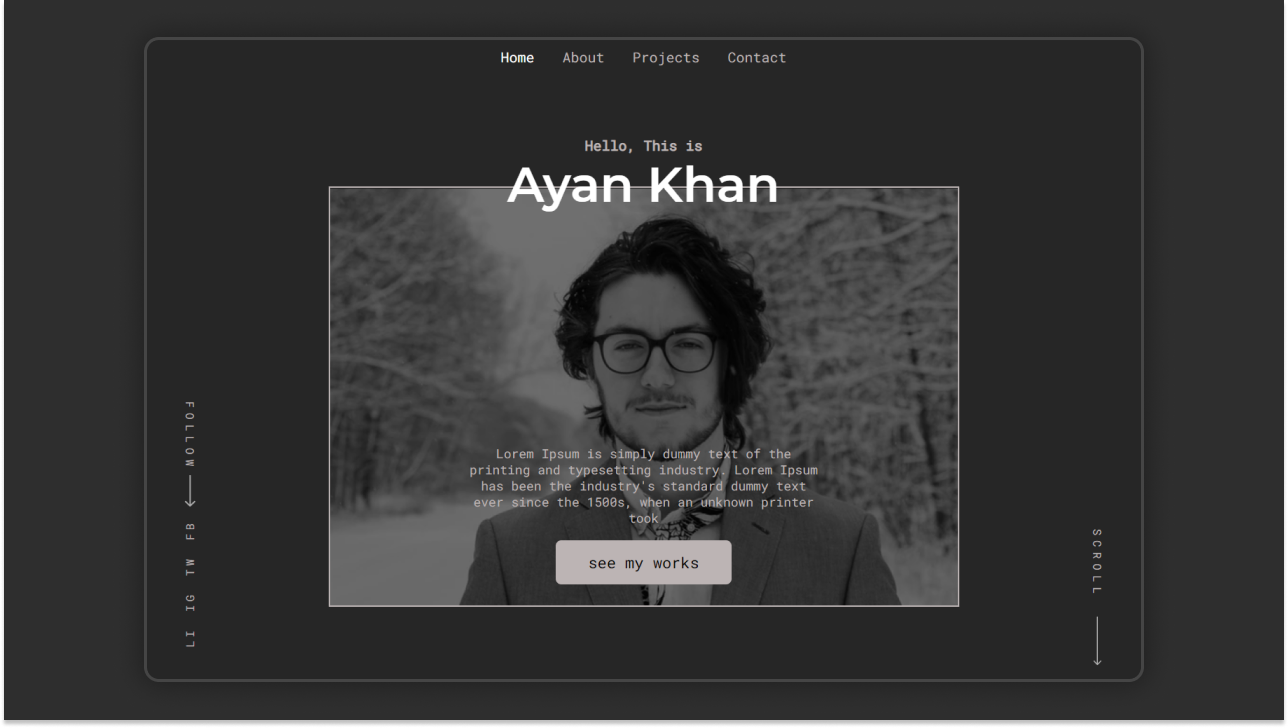 Home About Projects Contact
Hello, This is
Ayan Khan
Lorem Ipsum is simply dummy text of the
printing and typesetting industry. Lorem Ipsum
has been the industry's standard dummy text
ever since the 1500s, when an unknown printer
took
see my works
FOLLOW
FB
TW
IG
LI
SCROLL